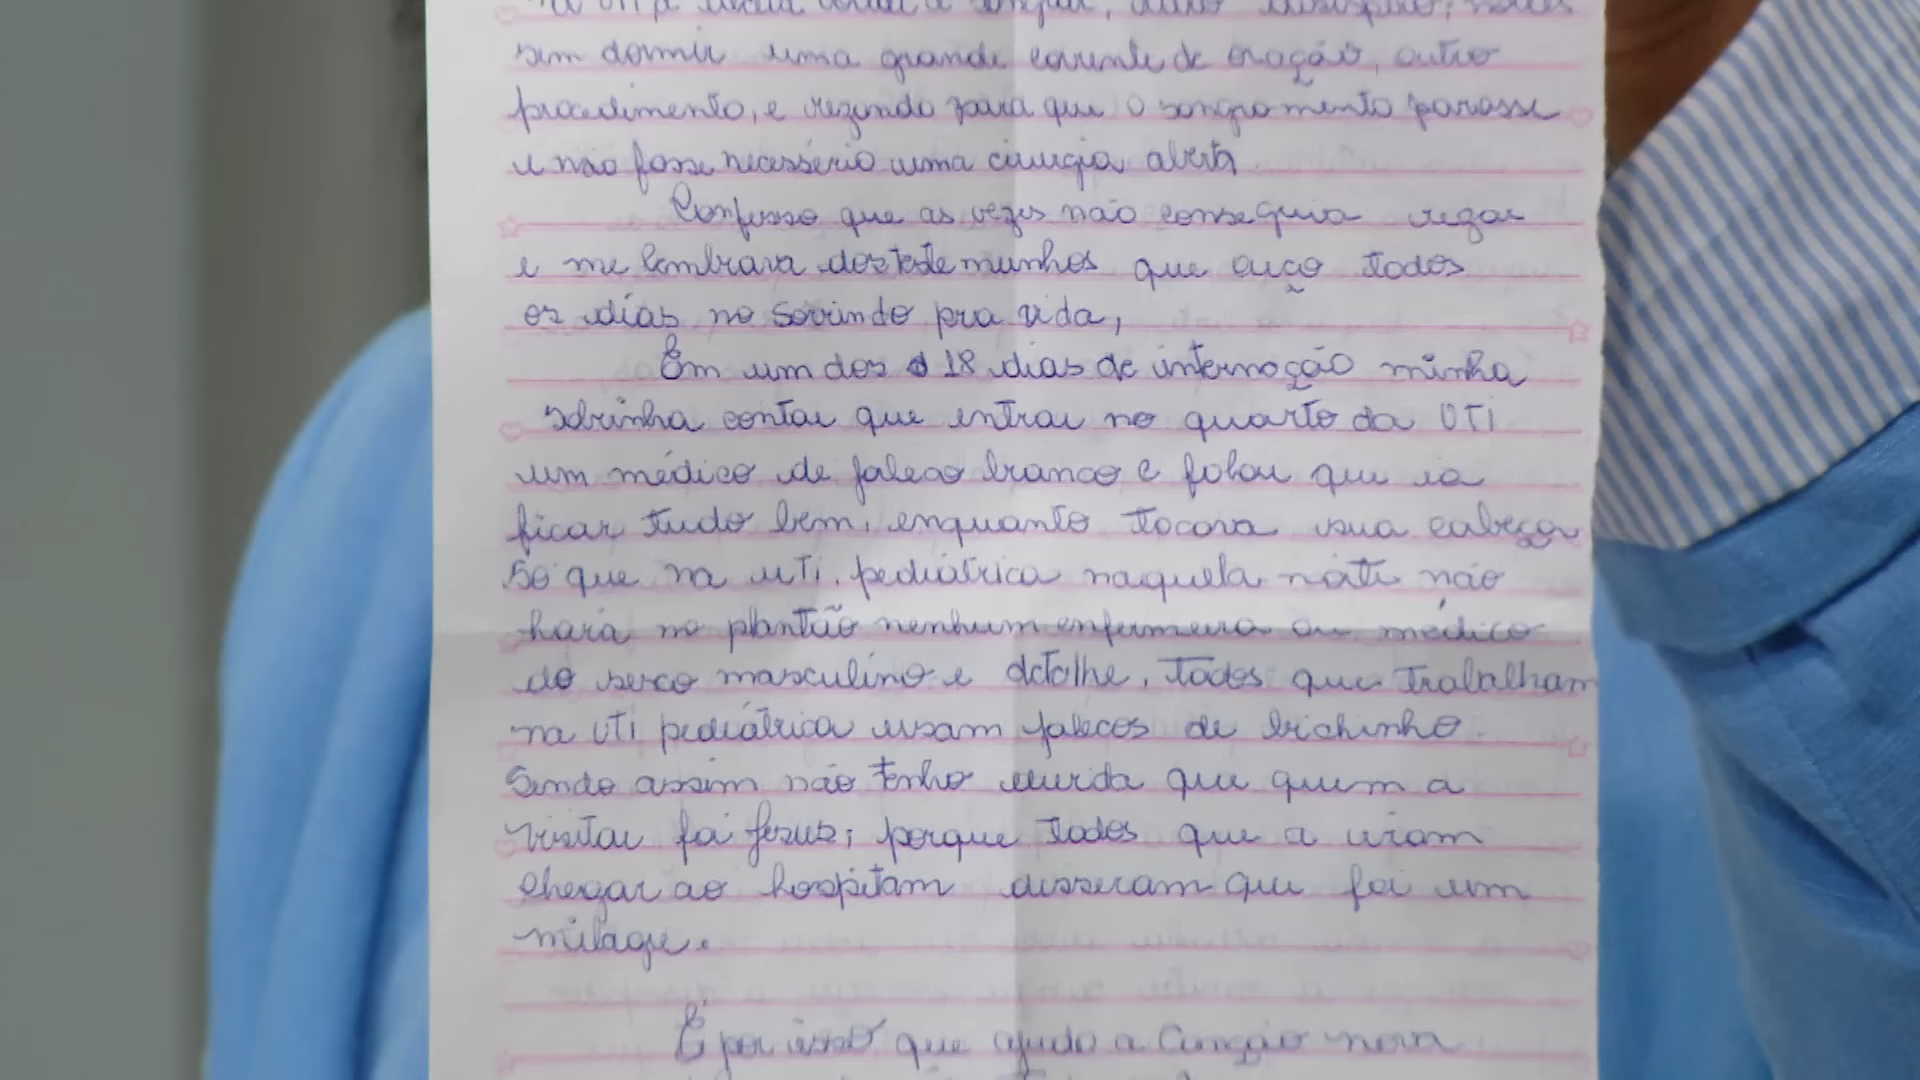 sem dormir uma grande corrente de oração, outro
procedimento, e rezando para que o sangramento parasse
e não fosse necessério uma cirurgia aberta.
Confesso que as vezes não conseguia rezar
e me lembrava dos testemunhos que ouço todos
os dias no Sorrindo pra vida,
Em um dos 18 dias de internação minha
sobrinha contou que entrou no quarto da UTI
um médico de jaleco branco e falou que ia
ficar tudo bem, enquanto tocava sua cabeça
só que na UTI. pediátrica naquela noite não
havia no plantão nenhum enfermeiro ou médico
do sexo masculino e detalhe, todos que trabalham
na UTI pediátrica usam jalecos de bichinho.
Sendo assim não tenho duvida que quem a
visitou foi Jesus; porque todos que a viram
chegar ao hospitam disseram que foi um
milage.
É por isso que ajudo a Canção nova